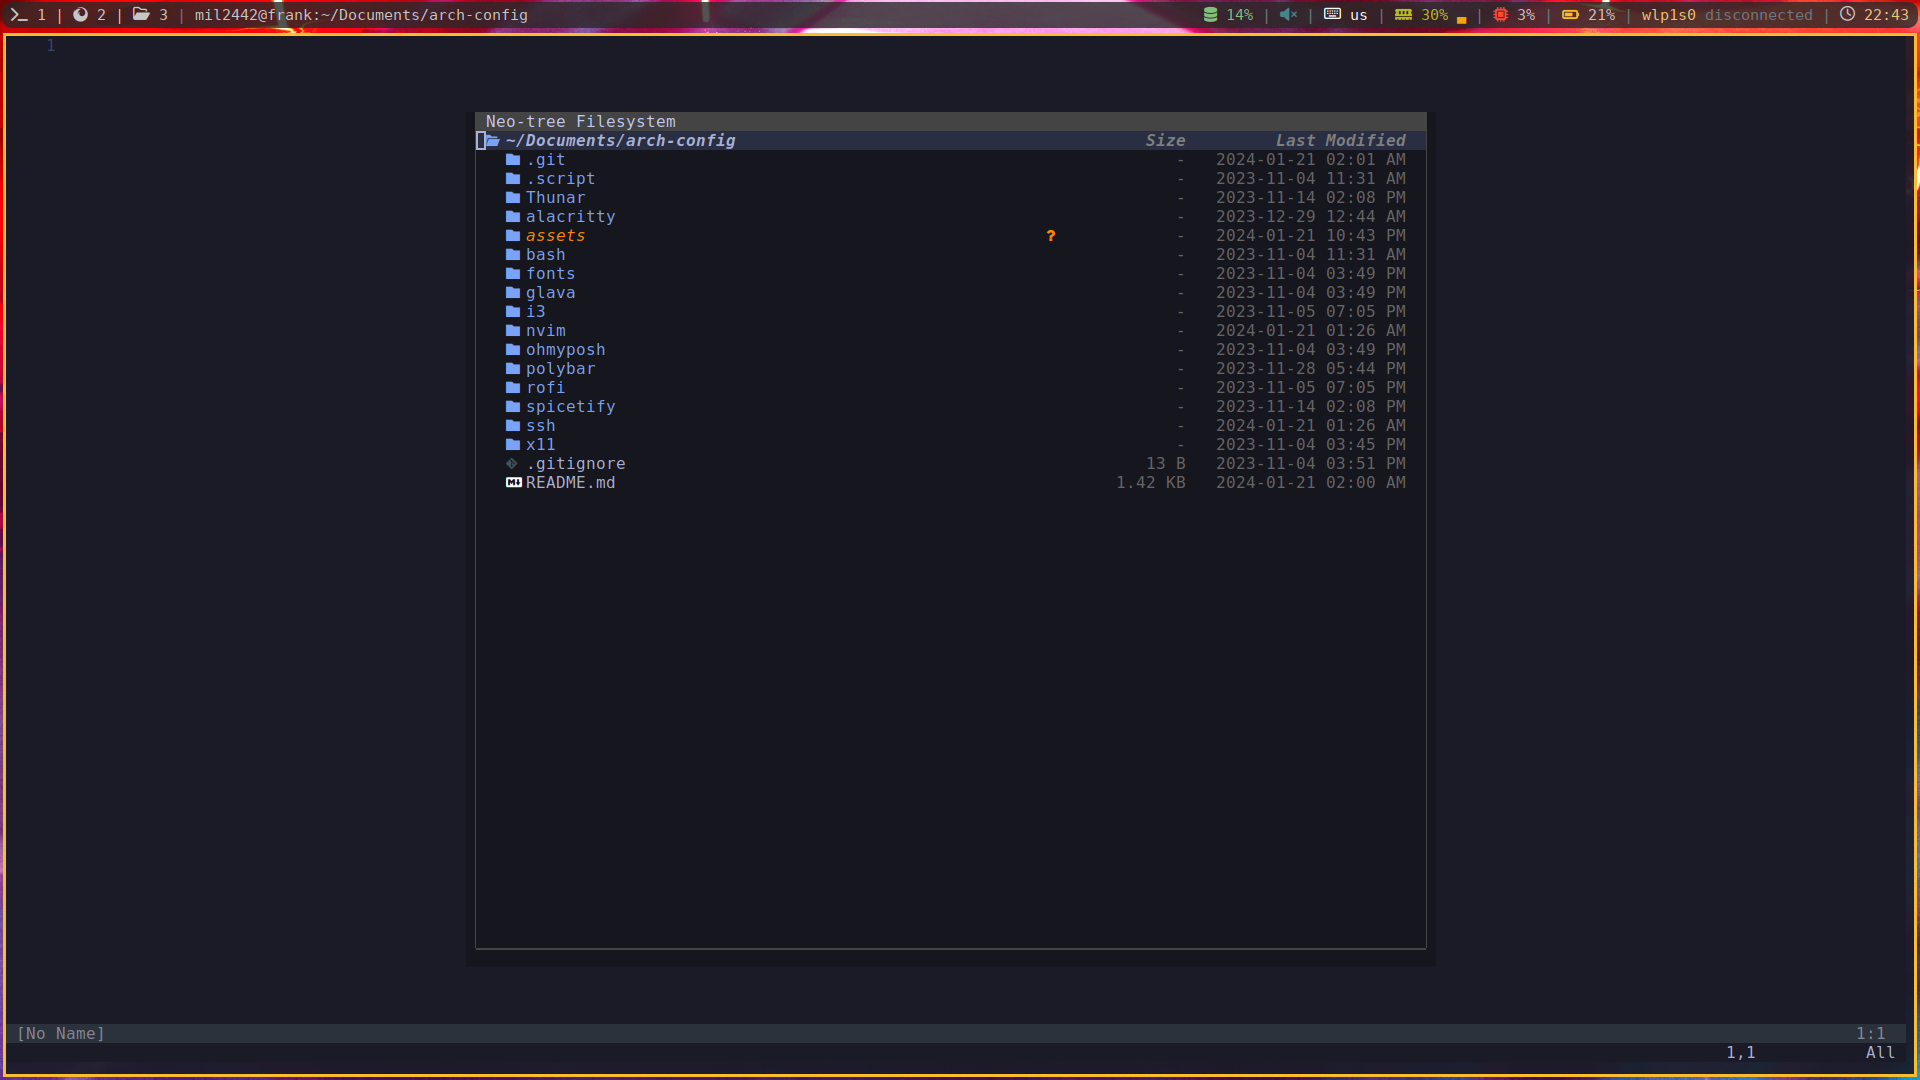 1 | 2 | 3 | mil2442@frank:~/Documents/arch-config 14% | | us | 30% | 3% | 21% | wlp1s0 disconnected | 22:43
1
Neo-tree Filesystem
~/Documents/arch-config Size Last Modified
.git - 2024-01-21 02:01 AM
.script - 2023-11-04 11:31 AM
Thunar - 2023-11-14 02:08 PM
alacritty - 2023-12-29 12:44 AM
assets ? - 2024-01-21 10:43 PM
bash - 2023-11-04 11:31 AM
fonts - 2023-11-04 03:49 PM
glava - 2023-11-04 03:49 PM
i3 - 2023-11-05 07:05 PM
nvim - 2024-01-21 01:26 AM
ohmyposh - 2023-11-04 03:49 PM
polybar - 2023-11-28 05:44 PM
rofi - 2023-11-05 07:05 PM
spicetify - 2023-11-14 02:08 PM
ssh - 2024-01-21 01:26 AM
x11 - 2023-11-04 03:45 PM
.gitignore 13 B 2023-11-04 03:51 PM
README.md 1.42 KB 2024-01-21 02:00 AM
[No Name] 1:1
1,1 All